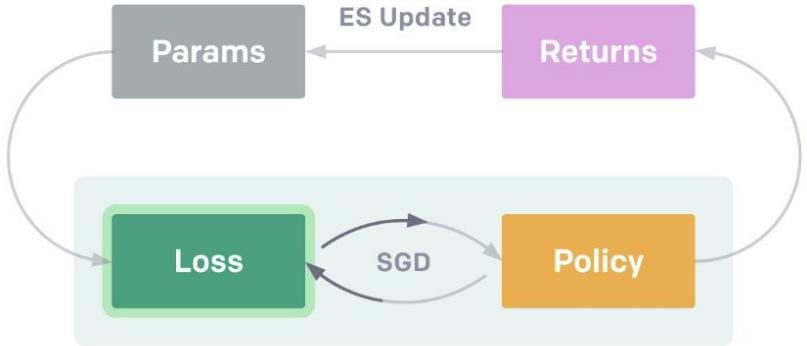 ES Update
Params
Returns
Loss
SGD
Policy